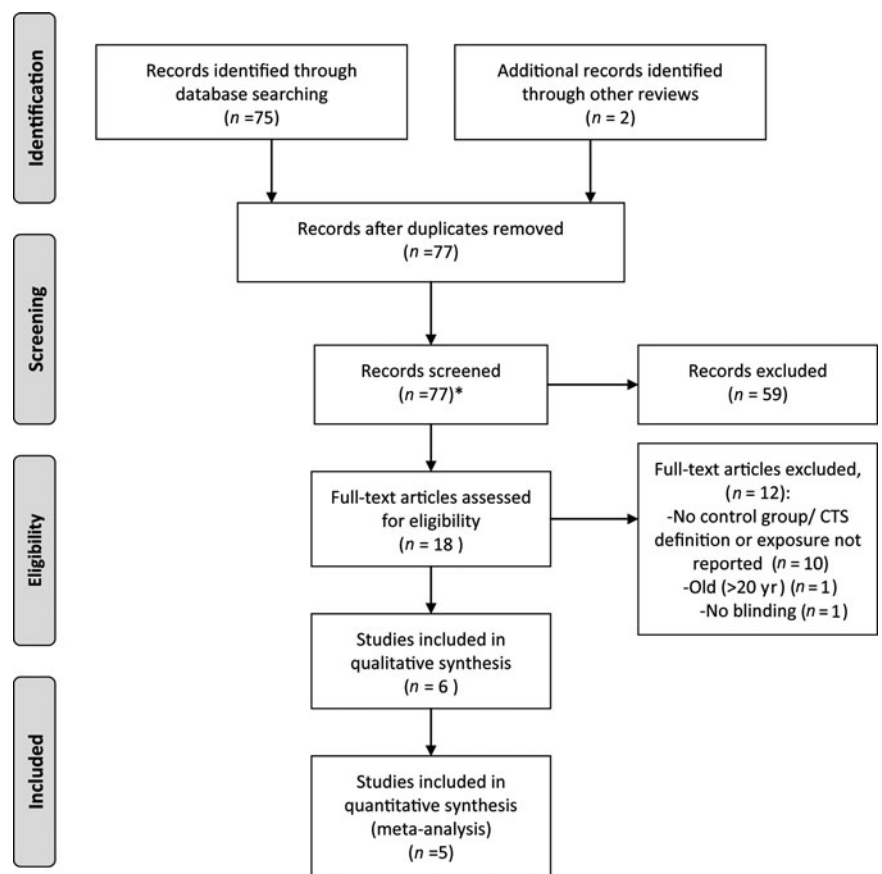 Identification
Records identified through
database searching
(n =75)
Additional records identified
through other reviews
(n = 2)
Records after duplicates removed
(n =77)
Screening
Records screened
(n =77)*
Records excluded
(n = 59)
Eligibility
Full-text articles assessed
for eligibility
(n = 18 )
Full-text articles excluded,
(n = 12):
-No control group/ CTS
definition or exposure not
reported (n = 10)
-Old (>20 yr) (n = 1)
-No blinding (n = 1)
Studies included in
qualitative synthesis
(n = 6 )
Included
Studies included in
quantitative synthesis
(meta-analysis)
(n =5)